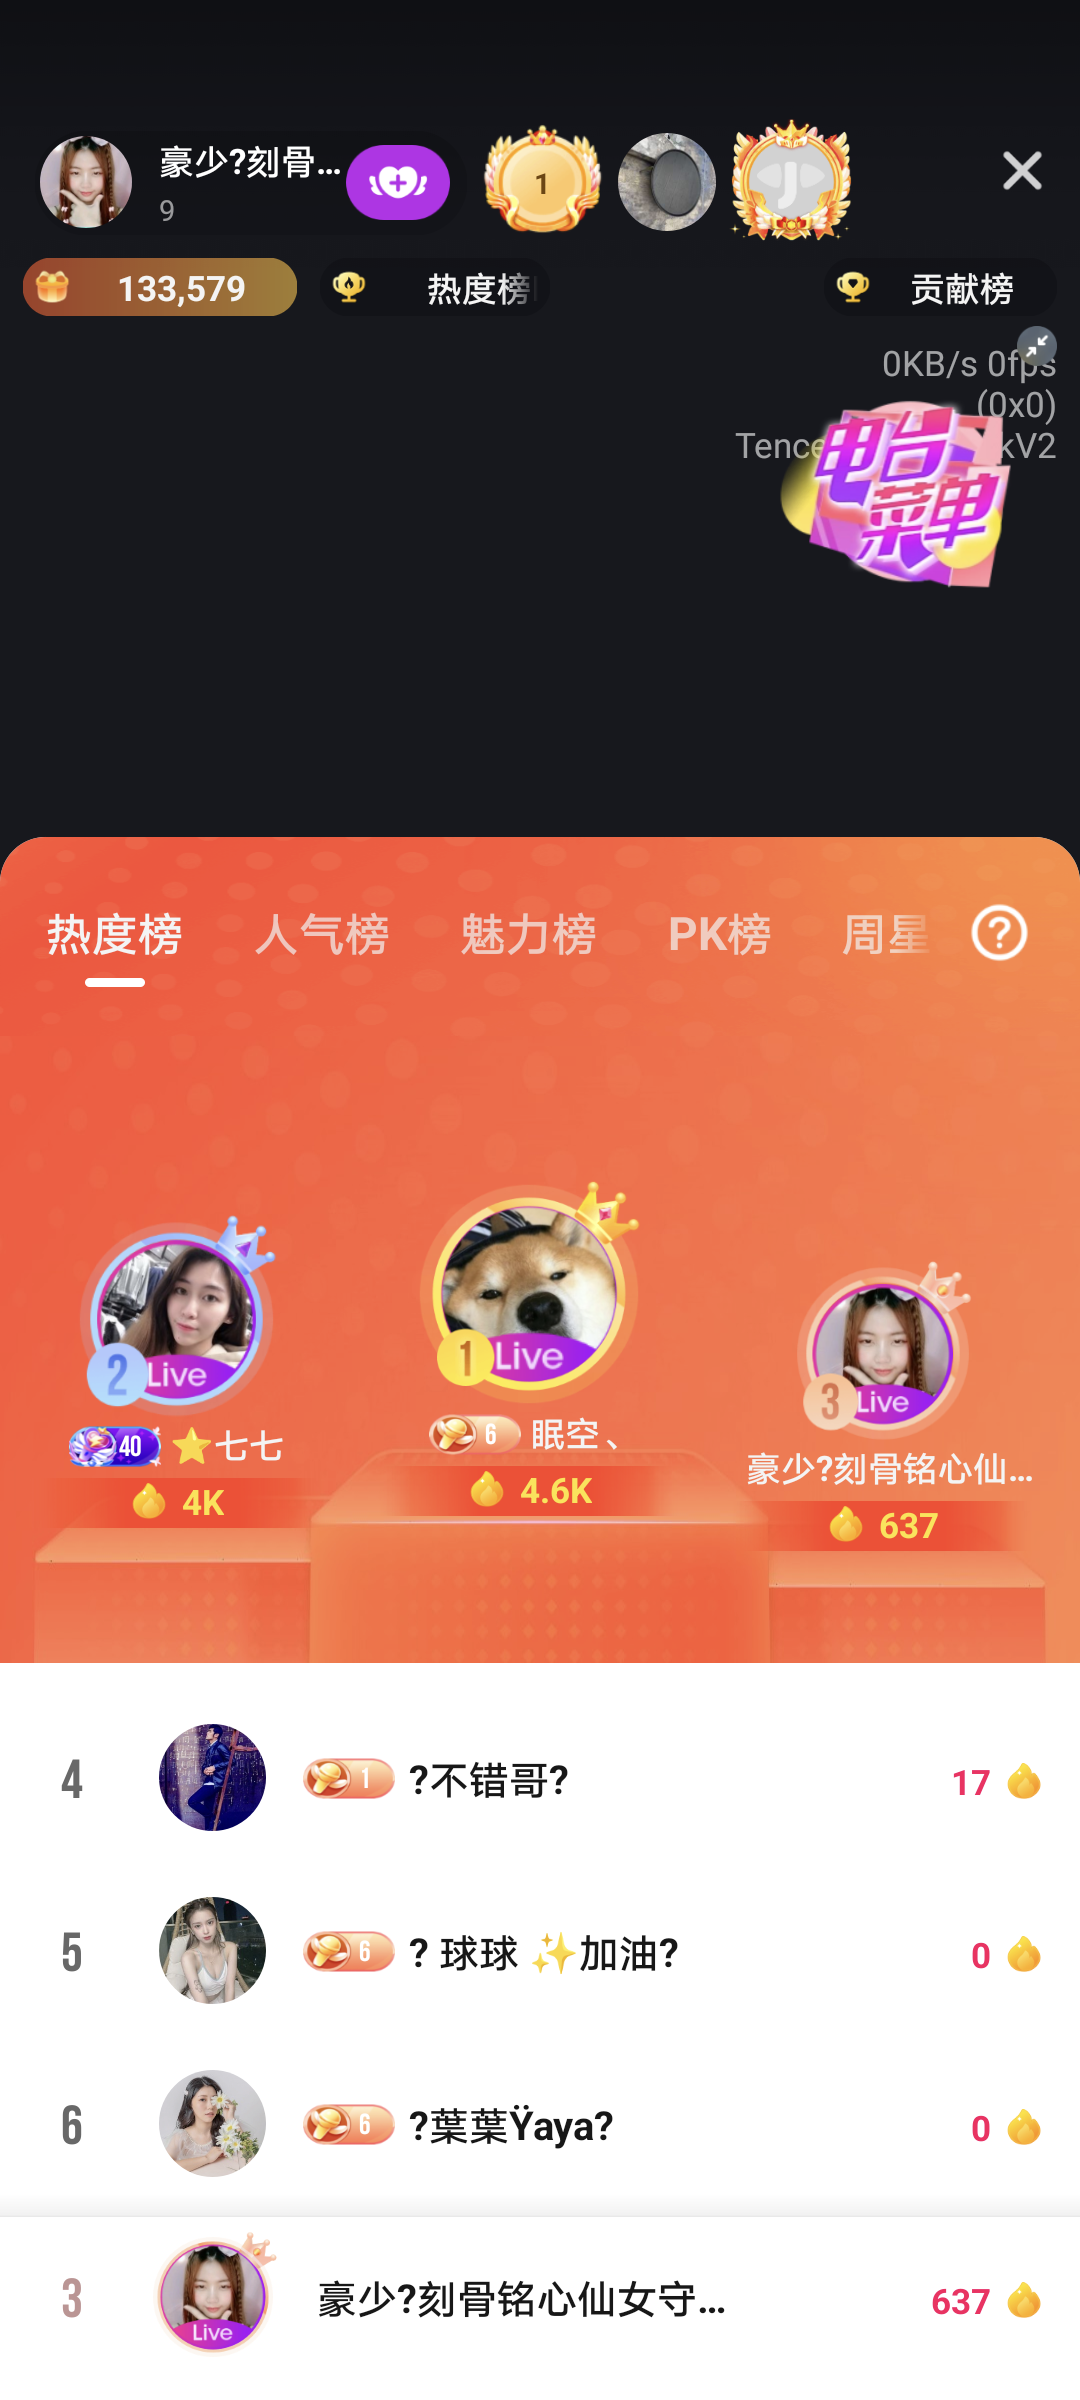 豪少?刻骨...
9
1
133,579
热度榜
贡献榜
0KB/s 0fps
(0x0)
电台
菜单
热度榜 人气榜 魅力榜 PK榜 周星
?
2 Live
1 Live
3 Live
40 ⭐七七
6 眠空、
豪少?刻骨铭心仙...
4K
4.6K
637
4 1 ?不错哥? 17
5 6 ? 球球 ✨加油? 0
6 6 ?葉葉Ÿaya? 0
3 Live 豪少?刻骨铭心仙女守... 637